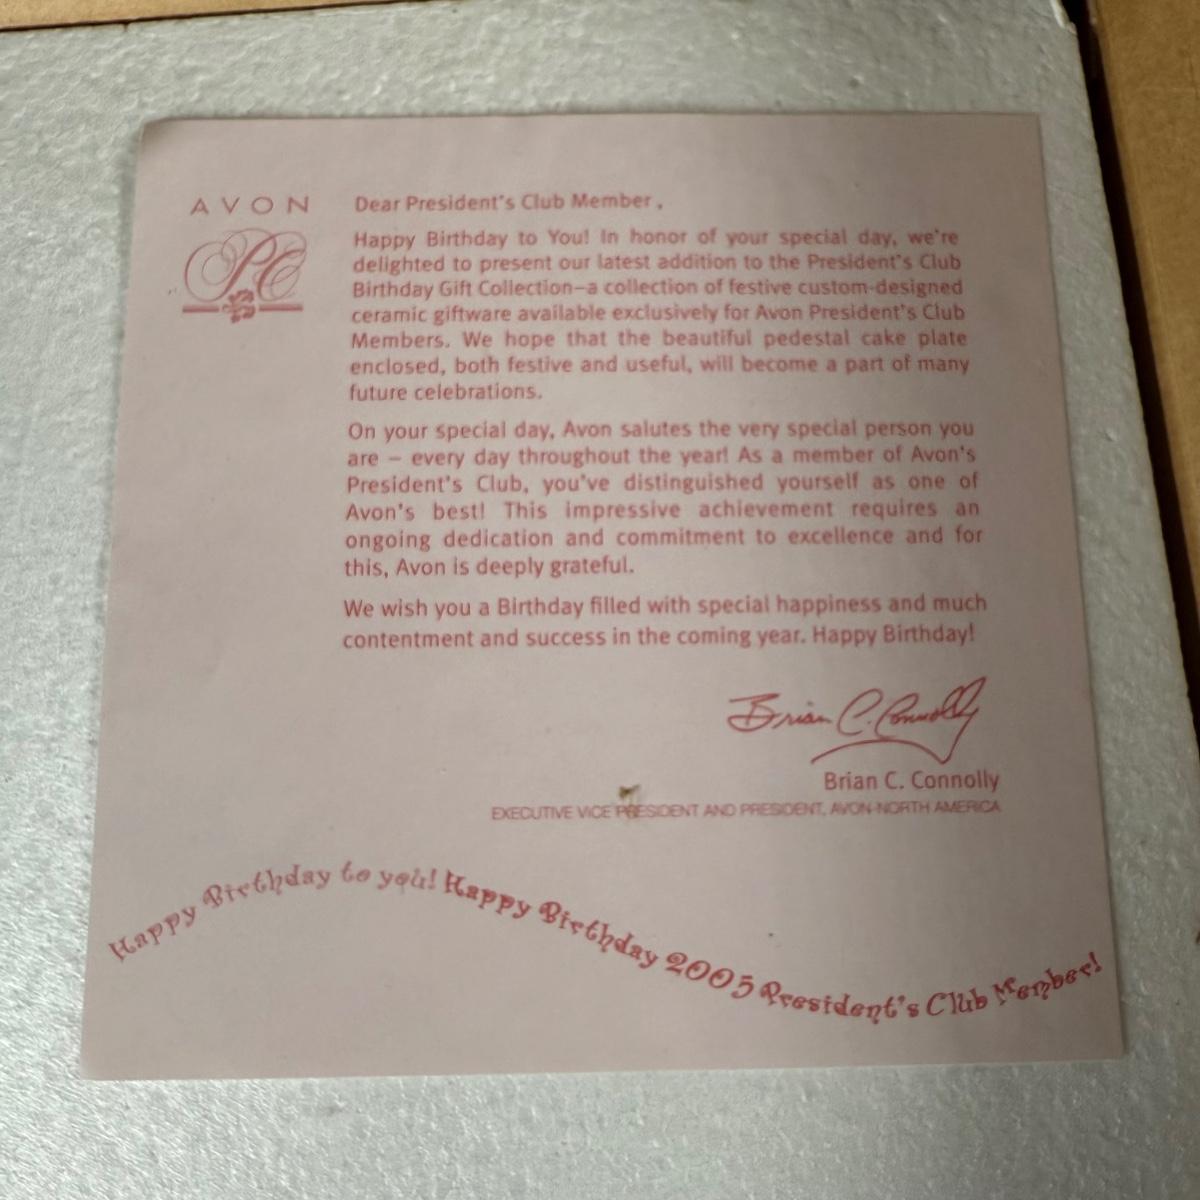 AVON
PC
Dear President's Club Member ,
Happy Birthday to You! In honor of your special day, we're
delighted to present our latest addition to the President's Club
Birthday Gift Collection–a collection of festive custom-designed
ceramic giftware available exclusively for Avon President's Club
Members. We hope that the beautiful pedestal cake plate
enclosed, both festive and useful, will become a part of many
future celebrations.
On your special day, Avon salutes the very special person you
are – every day throughout the year! As a member of Avon's
President's Club, you've distinguished yourself as one of
Avon's best! This impressive achievement requires an
ongoing dedication and commitment to excellence and for
this, Avon is deeply grateful.
We wish you a Birthday filled with special happiness and much
contentment and success in the coming year. Happy Birthday!
Brian C. Connolly
Brian C. Connolly
EXECUTIVE VICE PRESIDENT AND PRESIDENT, AVON-NORTH AMERICA
Happy Birthday to you! Happy Birthday 2005 President's Club Member!